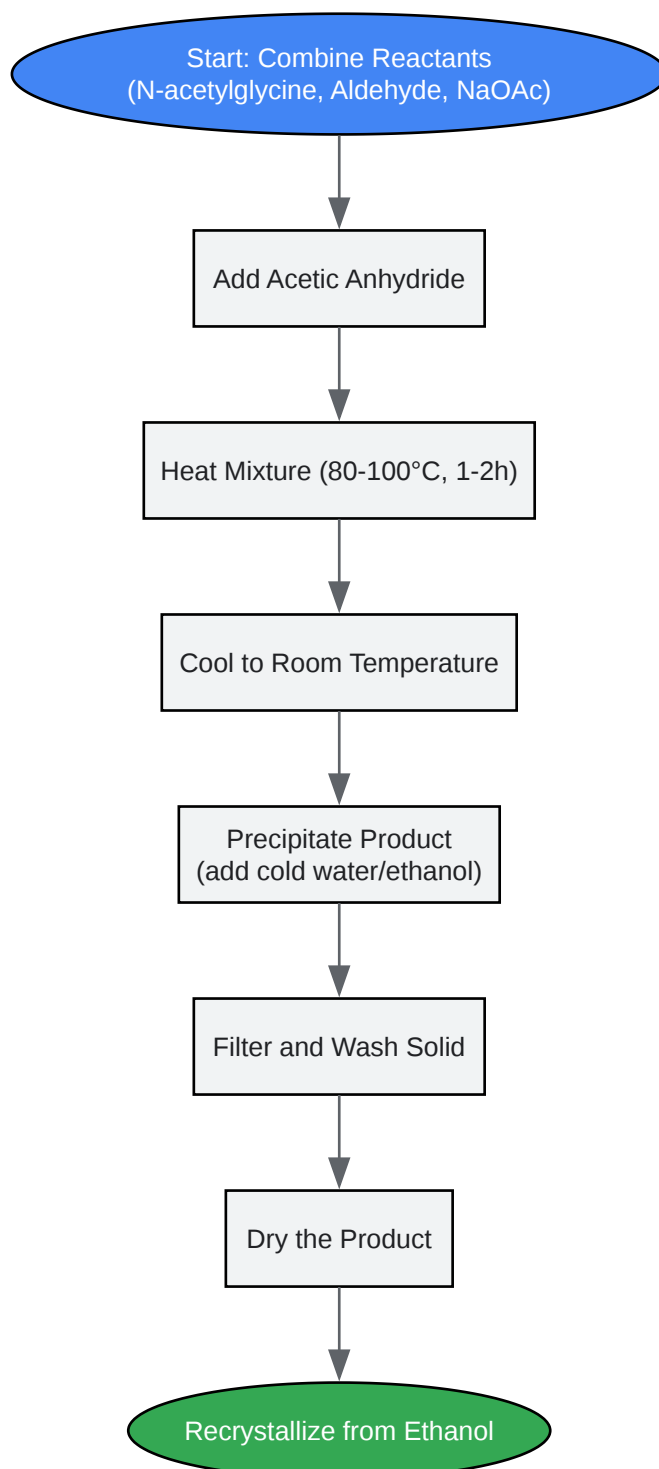 Start: Combine Reactants
(N-acetylglycine, Aldehyde, NaOAc)
Add Acetic Anhydride
Heat Mixture (80-100°C, 1-2h)
Cool to Room Temperature
Precipitate Product
(add cold water/ethanol)
Filter and Wash Solid
Dry the Product
Recrystallize from Ethanol